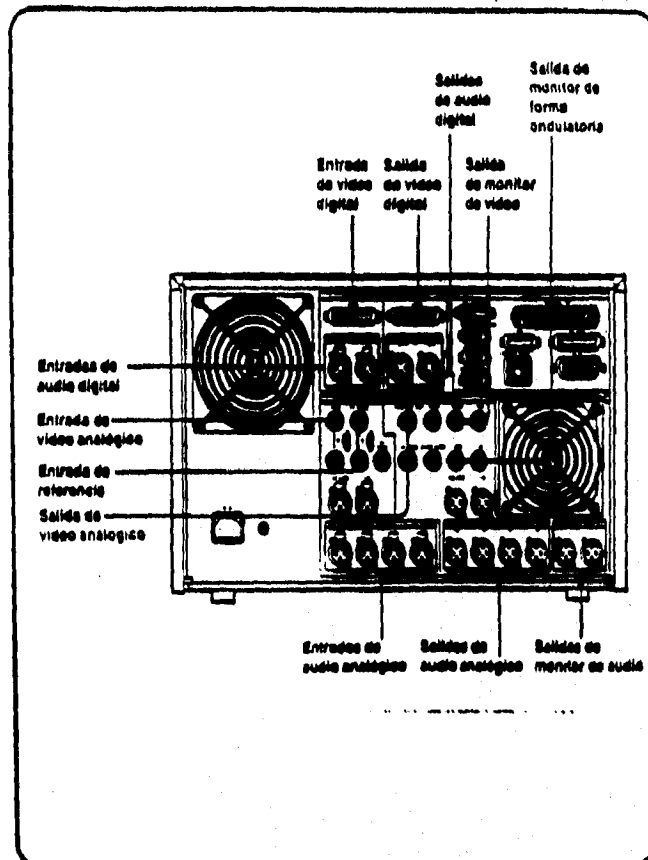 Salida de
monitor de
forma
ondulatoria
Salidas
de audio
digital
Entrada
de video
digital
Salida
de video
digital
Salida
de monitor
de video
Entradas de
audio digital
Entrada de
video analógico
Entrada de
referencia
Salida de
video analógico
Entradas de
audio analógico
Salidas de
audio analógico
Salidas de
monitor de audio